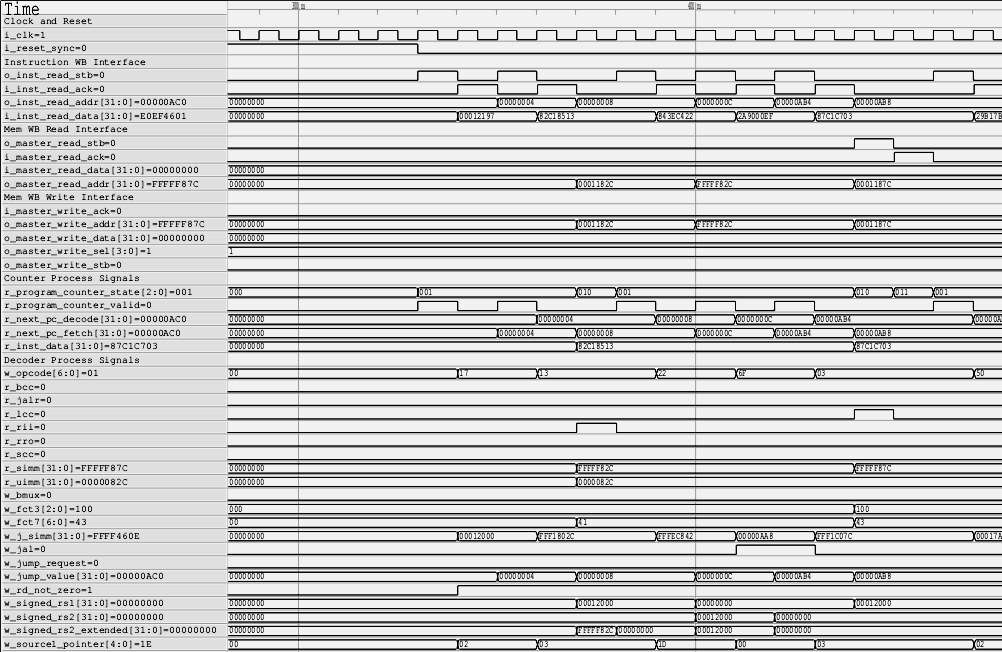 Time
Clock and Reset
i_clk=1
i_reset_sync=0
Instruction WB Interface
o_inst_read_stb=0
i_inst_read_ack=0
o_inst_read_addr[31:0]=00000AC0 00000000 00000004 00000008 0000000C 00000AB4 00000AB8
i_inst_read_data[31:0]=E0EF4601 00000000 00012197 82C18513 843EC422 2A9000EF 87C1C703 29B17B
Mem WB Read Interface
o_master_read_stb=0
i_master_read_ack=0
i_master_read_data[31:0]=00000000 00000000
o_master_read_addr[31:0]=FFFFF87C 00000000 0001182C FFFFF82C 0001187C
Mem WB Write Interface
i_master_write_ack=0
o_master_write_addr[31:0]=FFFFF87C 00000000 0001182C FFFFF82C 0001187C
o_master_write_data[31:0]=00000000 00000000
o_master_write_sel[3:0]=1 1
o_master_write_stb=0
Counter Process Signals
r_program_counter_state[2:0]=001 000 001 010 001 010 011 001
r_program_counter_valid=0
r_next_pc_decode[31:0]=00000AC0 00000000 00000004 00000008 0000000C 00000AB4 00000A
r_next_pc_fetch[31:0]=00000AC0 00000000 00000004 00000008 0000000C 00000AB4 00000AB8
r_inst_data[31:0]=87C1C703 00000000 82C18513 87C1C703
Decoder Process Signals
w_opcode[6:0]=01 00 17 13 22 6F 03 50
r_bcc=0
r_jalr=0
r_lcc=0
r_rii=0
r_rro=0
r_scc=0
r_simm[31:0]=FFFFF87C 00000000 FFFFF82C FFFFF87C
r_uimm[31:0]=0000082C 00000000 0000082C
w_bmux=0
w_fct3[2:0]=100 000 100
w_fct7[6:0]=43 00 41 43
w_j_simm[31:0]=FFFF460E 00000000 00012000 FFF1802C FFFEC842 00000AA8 FFF1C07C 00017A
w_jal=0
w_jump_request=0
w_jump_value[31:0]=00000AC0 00000000 00000004 00000008 0000000C 00000AB4 00000AB8
w_rd_not_zero=1
w_signed_rs1[31:0]=00000000 00000000 00012000 00000000 00012000
w_signed_rs2[31:0]=00000000 00000000 00012000 00000000
w_signed_rs2_extended[31:0]=00000000 00000000 FFFFF82C 00000000 00012000 00000000
w_source1_pointer[4:0]=1E 00 02 03 1D 00 03 02